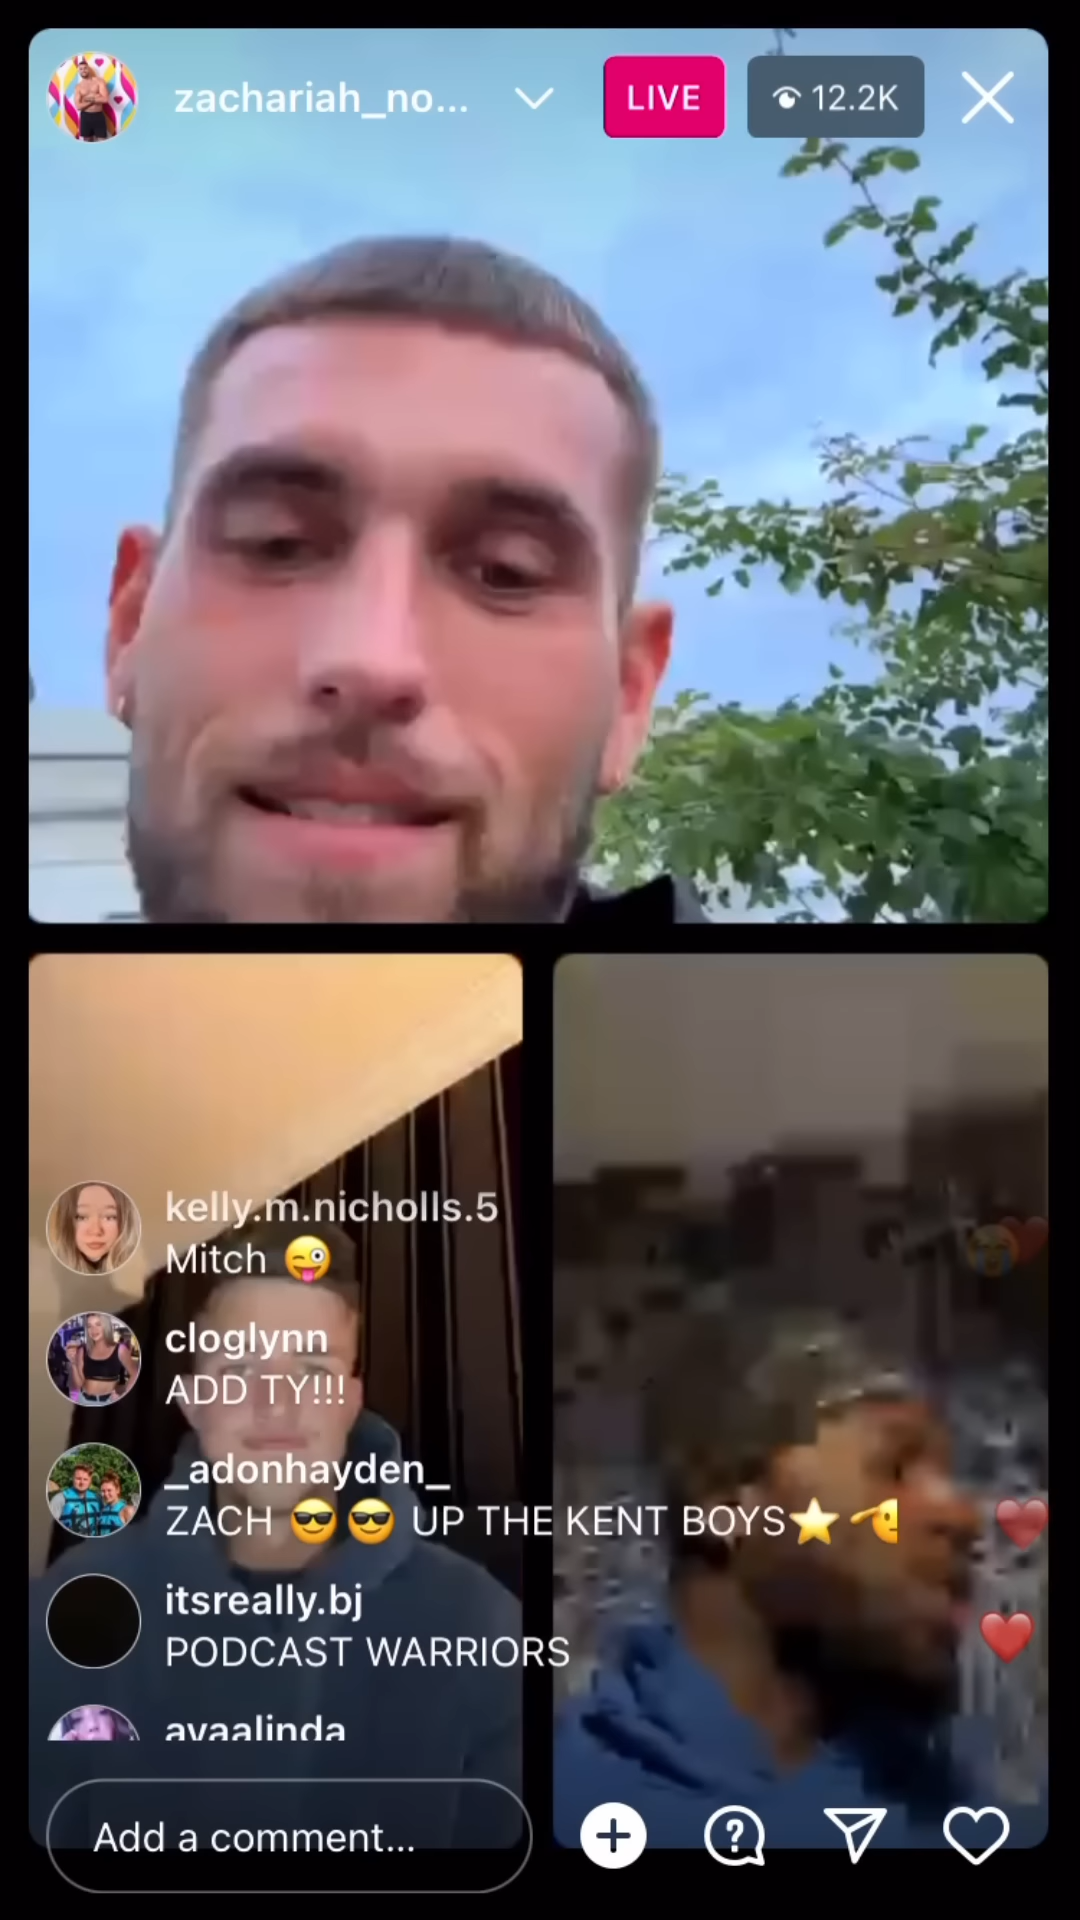 zachariah_no...
LIVE
12.2K
kelly.m.nicholls.5
Mitch 😜
cloglynn
ADD TY!!!
_adonhayden_
ZACH 😎😎 UP THE KENT BOYS⭐🫡
itsreally.bj
PODCAST WARRIORS
avaalinda
Add a comment...